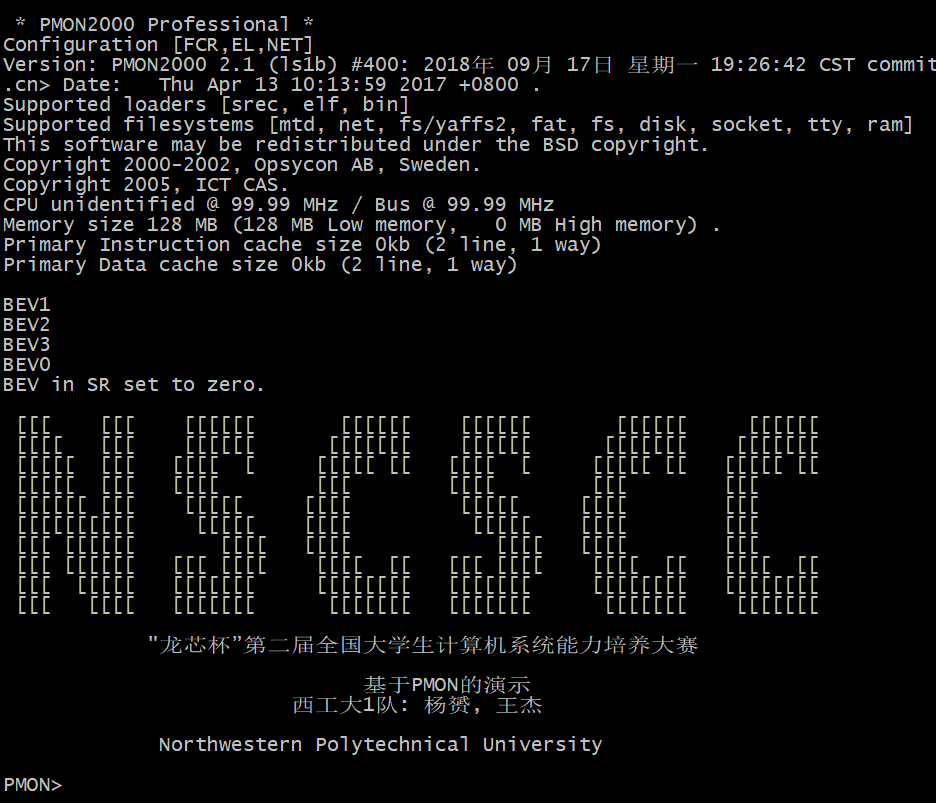 * PMON2000 Professional *
Configuration [FCR,EL,NET]
Version: PMON2000 2.1 (ls1b) #400: 2018年 09月 17日 星期一 19:26:42 CST commit
.cn> Date:   Thu Apr 13 10:13:59 2017 +0800 .
Supported loaders [srec, elf, bin]
Supported filesystems [mtd, net, fs/yaffs2, fat, fs, disk, socket, tty, ram]
This software may be redistributed under the BSD copyright.
Copyright 2000-2002, Opsycon AB, Sweden.
Copyright 2005, ICT CAS.
CPU unidentified @ 99.99 MHz / Bus @ 99.99 MHz
Memory size 128 MB (128 MB Low memory,   0 MB High memory) .
Primary Instruction cache size 0kb (2 line, 1 way)
Primary Data cache size 0kb (2 line, 1 way)
BEV1
BEV2
BEV3
BEV0
BEV in SR set to zero.
NSCSCC
"龙芯杯”第二届全国大学生计算机系统能力培养大赛
基于PMON的演示
西工大1队: 杨赟, 王杰
Northwestern Polytechnical University
PMON>